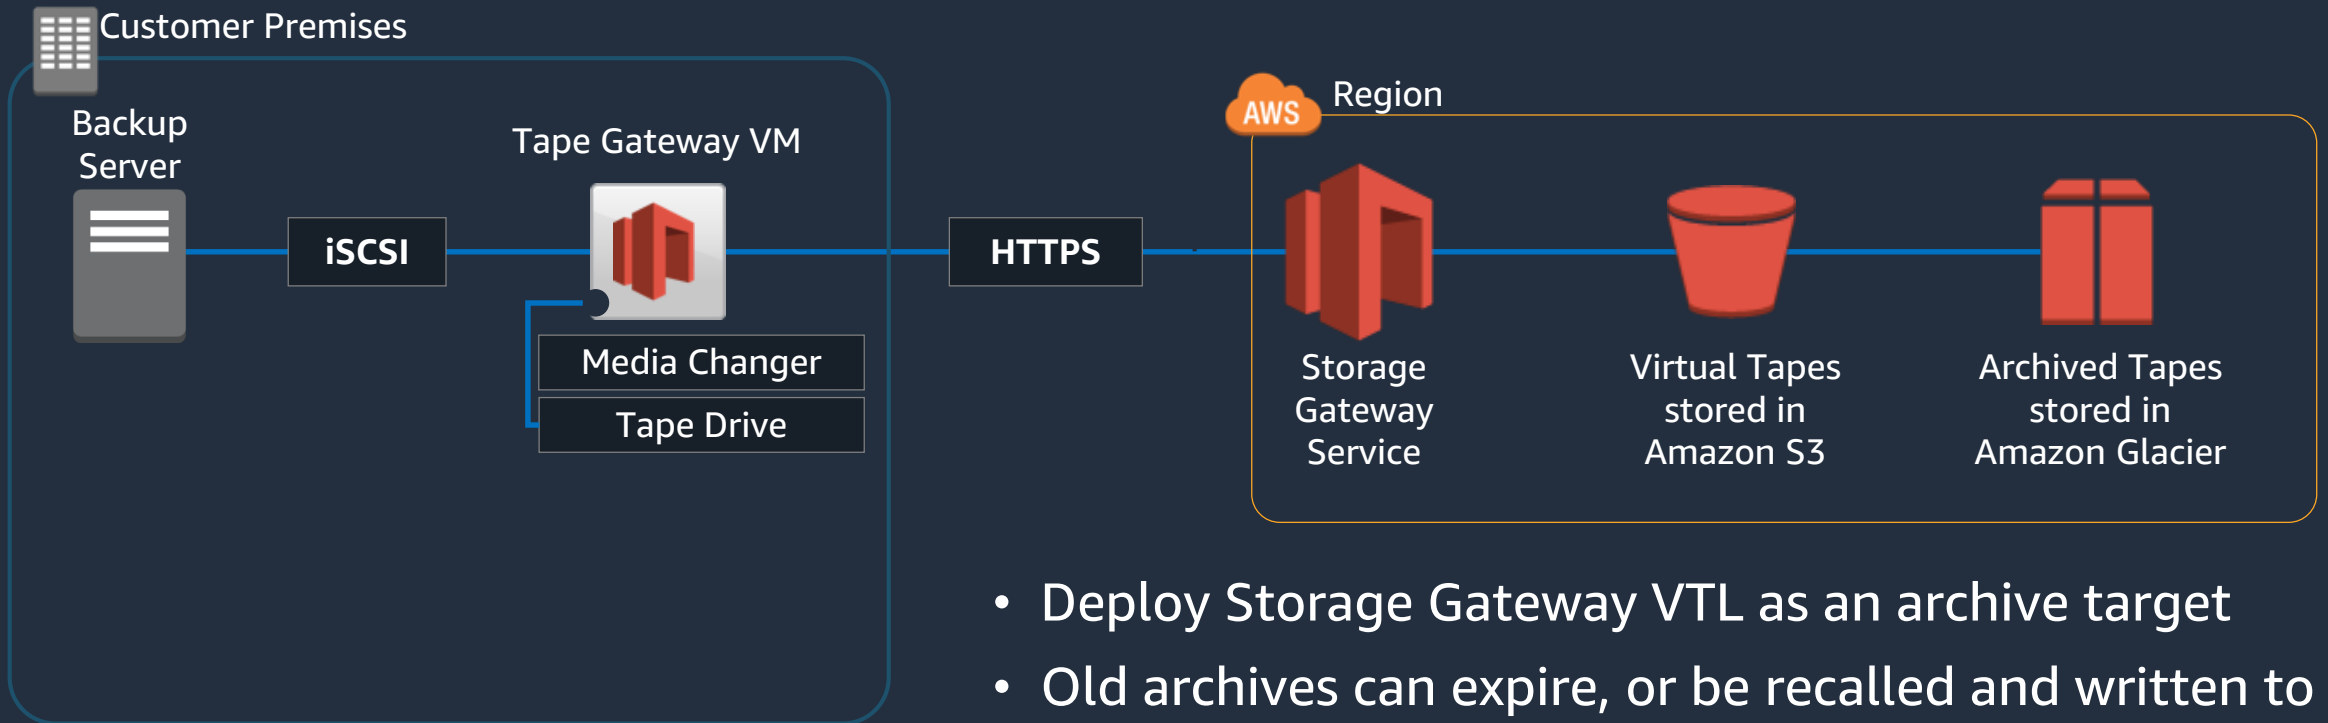 Customer Premises
Backup
Server
Tape Gateway VM
iSCSI
Media Changer
Tape Drive
HTTPS
AWS
Region
Storage
Gateway
Service
Virtual Tapes
stored in
Amazon S3
Archived Tapes
stored in
Amazon Glacier
• Deploy Storage Gateway VTL as an archive target
• Old archives can expire, or be recalled and written to